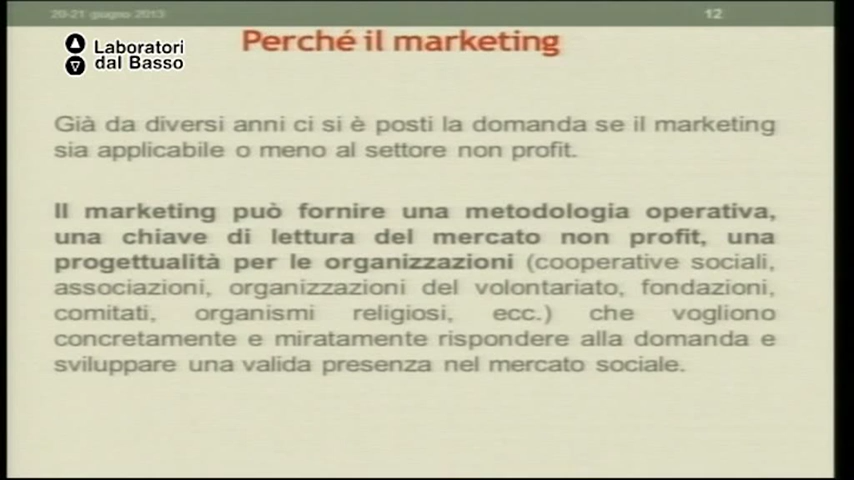 20-21 giugno 2013
12
Laboratori
dal Basso
Perché il marketing
Già da diversi anni ci si è posti la domanda se il marketing
sia applicabile o meno al settore non profit.
Il marketing può fornire una metodologia operativa,
una chiave di lettura del mercato non profit, una
progettualità per le organizzazioni (cooperative sociali,
associazioni, organizzazioni del volontariato, fondazioni,
comitati, organismi religiosi, ecc.) che vogliono
concretamente e miratamente rispondere alla domanda e
sviluppare una valida presenza nel mercato sociale.